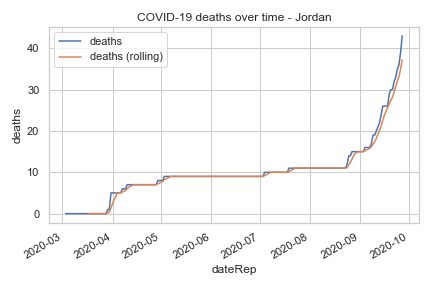 COVID-19 deaths over time - Jordan
deaths
deaths (rolling)
deaths
40
30
20
10
0
2020-03
2020-04
2020-05
2020-06
2020-07
2020-08
2020-09
2020-10
dateRep